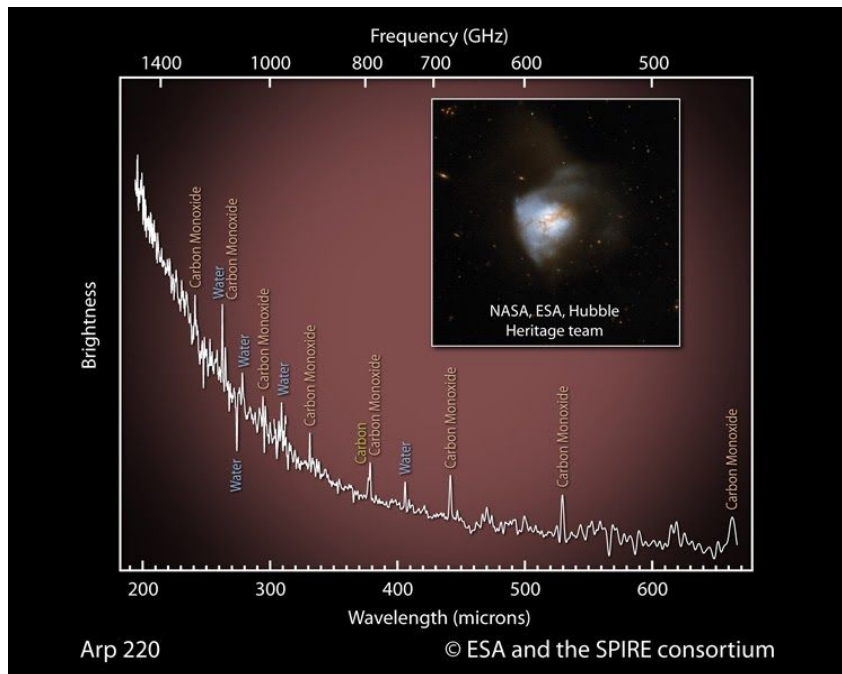 Frequency (GHz)
1400
1000
800
700
600
500
Brightness
Carbon Monoxide
Water
Carbon Monoxide
Water
Water
Carbon Monoxide
Water
Carbon Monoxide
Carbon
Carbon Monoxide
Water
Carbon Monoxide
Carbon Monoxide
Carbon Monoxide
NASA, ESA, Hubble
Heritage team
200
300
400
500
600
Wavelength (microns)
Arp 220
© ESA and the SPIRE consortium